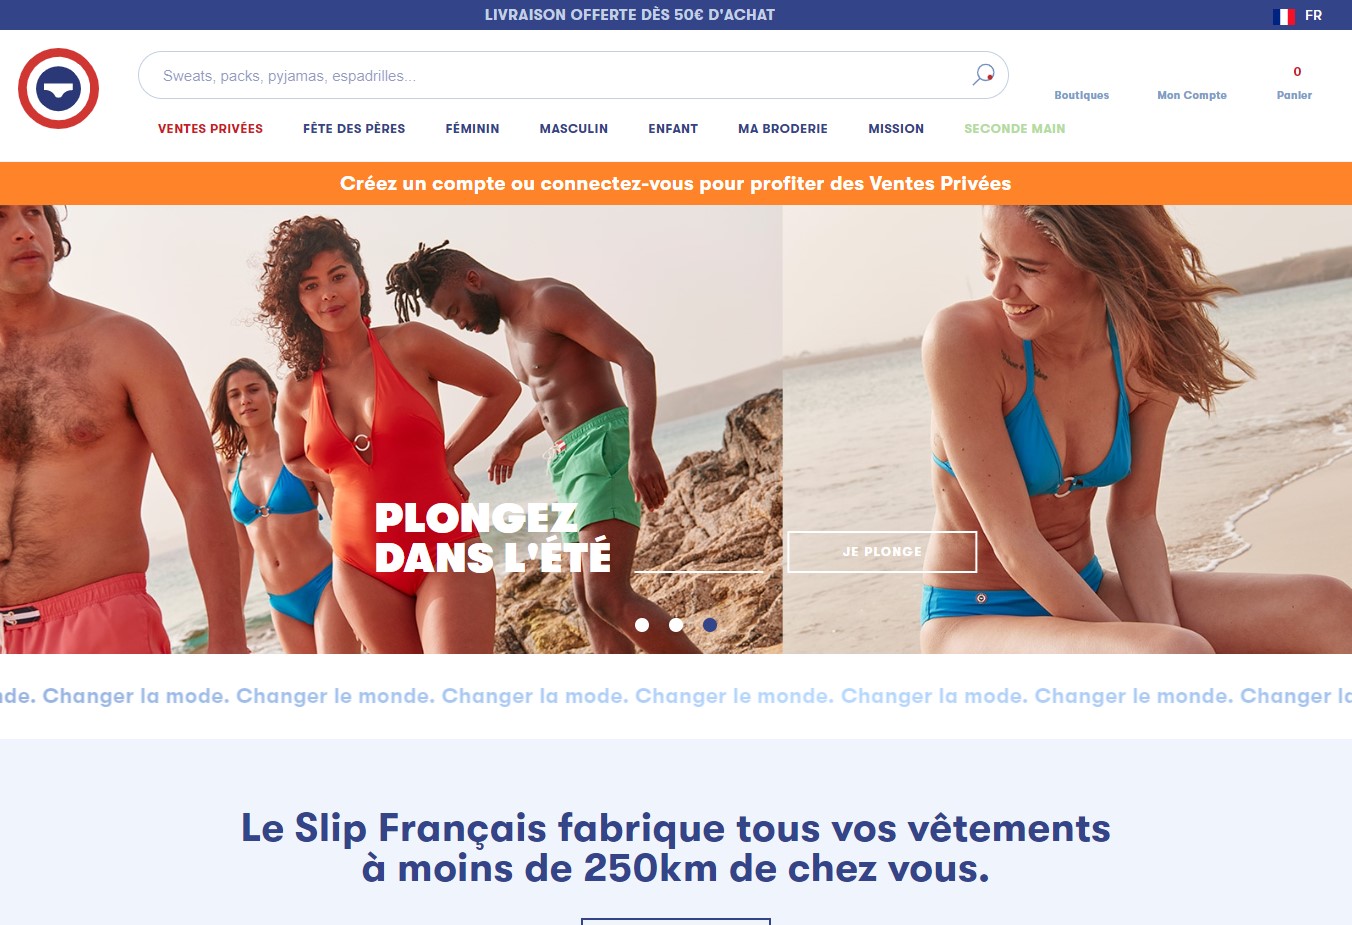 LIVRAISON OFFERTE DÈS 50€ D'ACHAT
FR
Sweats, packs, pyjamas, espadrilles...
0
Boutiques
Mon Compte
Panier
VENTES PRIVÉES
FÊTE DES PÈRES
FÉMININ
MASCULIN
ENFANT
MA BRODERIE
MISSION
SECONDE MAIN
Créez un compte ou connectez-vous pour profiter des Ventes Privées
PLONGEZ
DANS L'ÉTÉ
JE PLONGE
de. Changer la mode. Changer le monde. Changer la mode. Changer le monde. Changer la mode. Changer le monde. Changer la
Le Slip Français fabrique tous vos vêtements
à moins de 250km de chez vous.